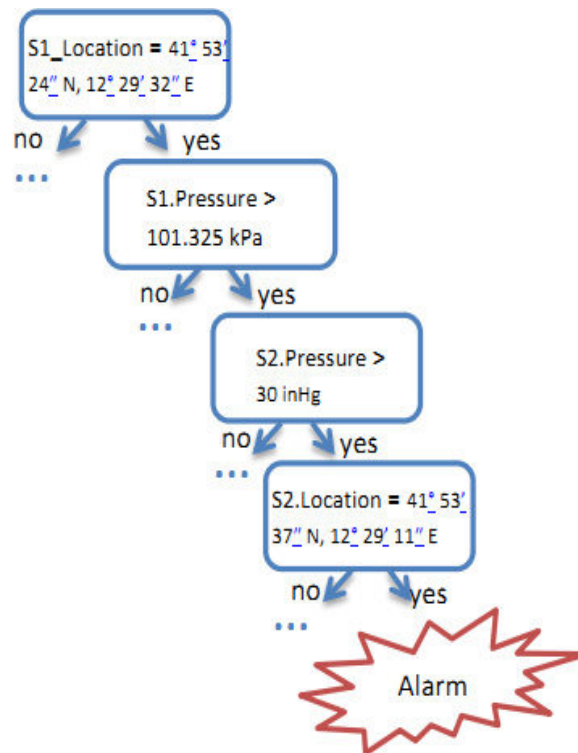 S1_Location = 41° 53′
24″ N, 12° 29′ 32″ E
no yes
...
S1.Pressure >
101.325 kPa
no yes
...
S2.Pressure >
30 inHg
no yes
...
S2.Location = 41° 53′
37″ N, 12° 29′ 11″ E
no yes
...
Alarm